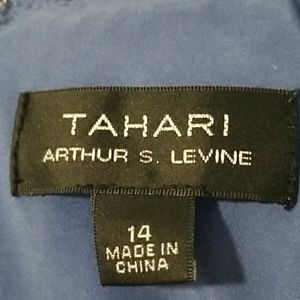 TAHARI
ARTHUR S. LEVINE
14
MADE IN
CHINA